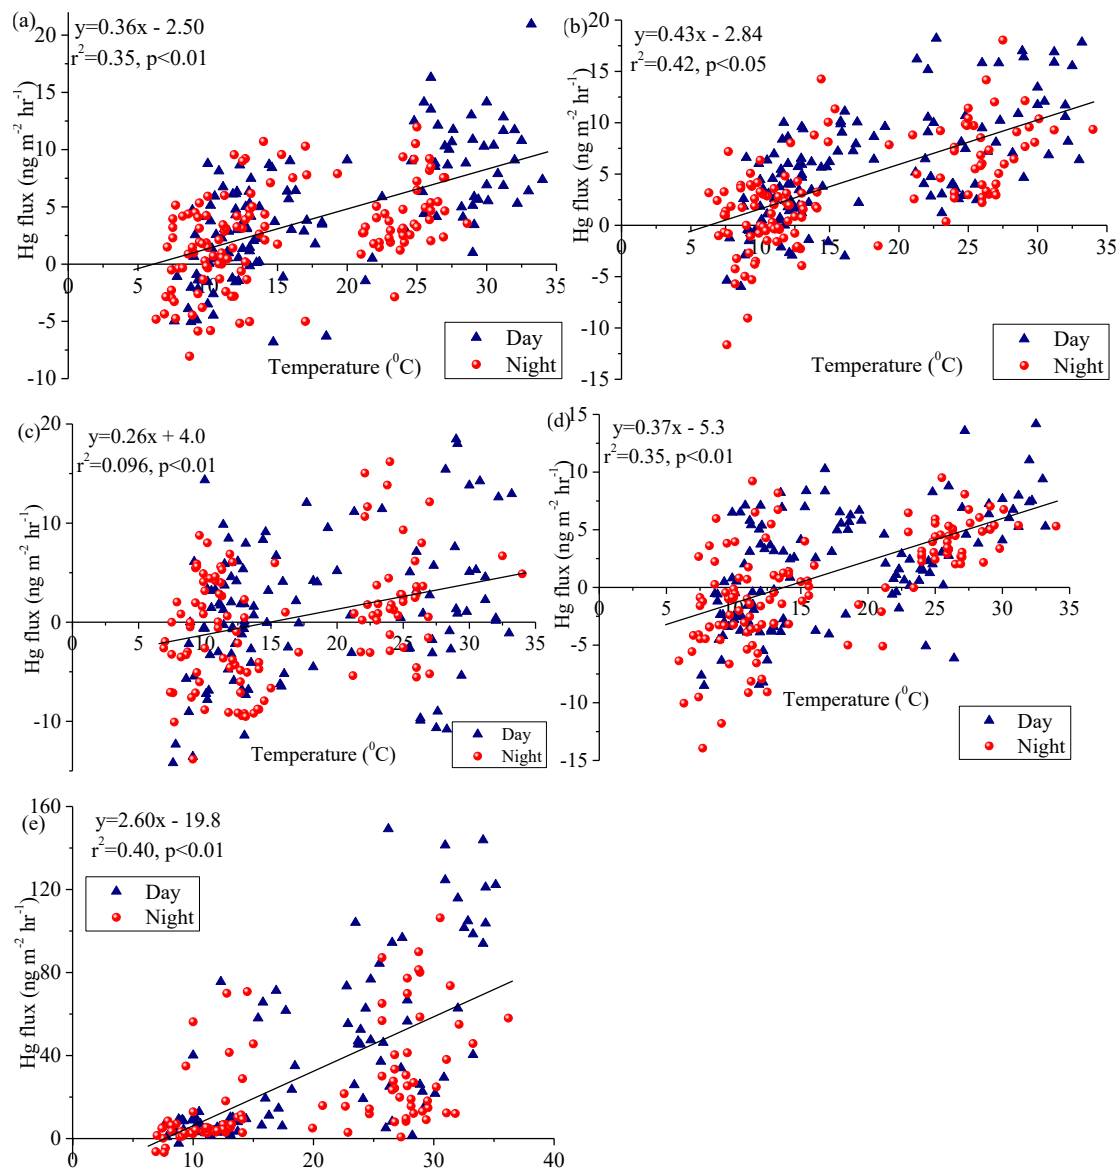 (a)
y=0.36x - 2.50
r²=0.35, p<0.01
Hg flux (ng m⁻² hr⁻¹)
20
15
10
5
0
-5
-10
0 5 10 15 20 25 30 35
Temperature (⁰C)
Day
Night
(b)
y=0.43x - 2.84
r²=0.42, p<0.05
Hg flux (ng m⁻² hr⁻¹)
20
15
10
5
0
-5
-10
-15
0 5 10 15 20 25 30 35
Temperature (⁰C)
Day
Night
(c)
y=0.26x + 4.0
r²=0.096, p<0.01
Hg flux (ng m⁻² hr⁻¹)
20
10
0
-10
0 5 10 15 20 25 30 35
Temperature (⁰C)
Day
Night
(d)
y=0.37x - 5.3
r²=0.35, p<0.01
Hg flux (ng m⁻² hr⁻¹)
15
10
5
0
-5
-10
-15
0 5 10 15 20 25 30 35
Temperature (⁰C)
Day
Night
(e)
y=2.60x - 19.8
r²=0.40, p<0.01
Day
Night
Hg flux (ng m⁻² hr⁻¹)
160
120
80
40
0
0 10 20 30 40